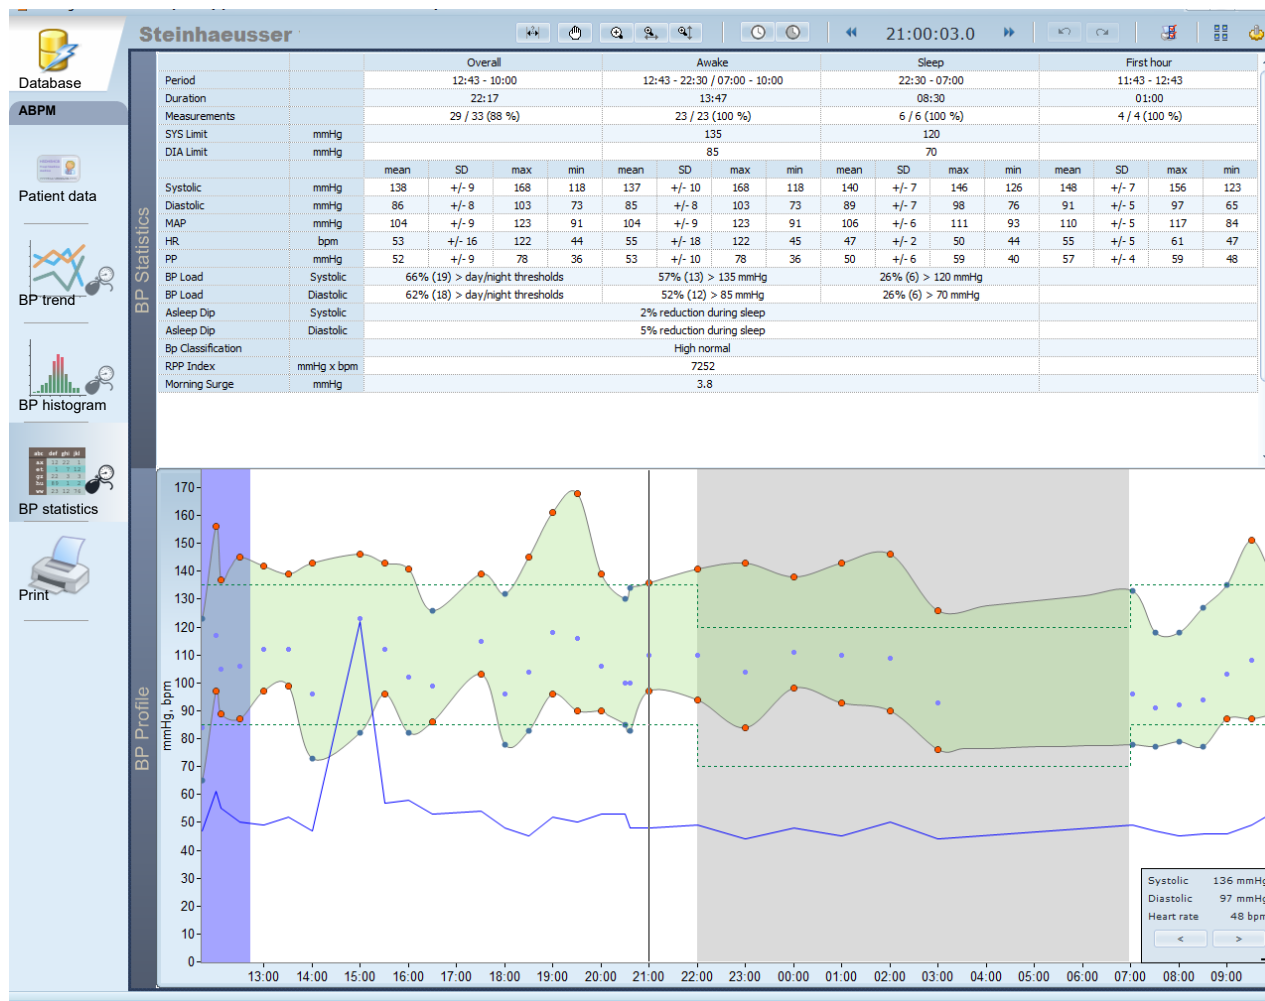 Steinhaeusser
21:00:03.0
Database
ABPM
Patient data
BP trend
BP histogram
BP statistics
Print
BP Statistics
Overall Awake Sleep First hour
Period 12:43 - 10:00 12:43 - 22:30 / 07:00 - 10:00 22:30 - 07:00 11:43 - 12:43
Duration 22:17 13:47 08:30 01:00
Measurements 29 / 33 (88 %) 23 / 23 (100 %) 6 / 6 (100 %) 4 / 4 (100 %)
SYS Limit mmHg 135 120
DIA Limit mmHg 85 70
mean SD max min mean SD max min mean SD max min mean SD max min
Systolic mmHg 138 +/- 9 168 118 137 +/- 10 168 118 140 +/- 7 146 126 148 +/- 7 156 123
Diastolic mmHg 86 +/- 8 103 73 85 +/- 8 103 73 89 +/- 7 98 76 91 +/- 5 97 65
MAP mmHg 104 +/- 9 123 91 104 +/- 9 123 91 106 +/- 6 111 93 110 +/- 5 117 84
HR bpm 53 +/- 16 122 44 55 +/- 18 122 45 47 +/- 2 50 44 55 +/- 5 61 47
PP mmHg 52 +/- 9 78 36 53 +/- 10 78 36 50 +/- 6 59 40 57 +/- 4 59 48
BP Load Systolic 66% (19) > day/night thresholds 57% (13) > 135 mmHg 26% (6) > 120 mmHg
BP Load Diastolic 62% (18) > day/night thresholds 52% (12) > 85 mmHg 26% (6) > 70 mmHg
Asleep Dip Systolic 2% reduction during sleep
Asleep Dip Diastolic 5% reduction during sleep
Bp Classification High normal
RPP Index mmHg x bpm 7252
Morning Surge mmHg 3.8
BP Profile
mmHg, bpm
170
160
150
140
130
120
110
100
90
80
70
60
50
40
30
20
10
0
13:00 14:00 15:00 16:00 17:00 18:00 19:00 20:00 21:00 22:00 23:00 00:00 01:00 02:00 03:00 04:00 05:00 06:00 07:00 08:00 09:00
Systolic 136 mmHg
Diastolic 97 mmHg
Heart rate 48 bpm
< >